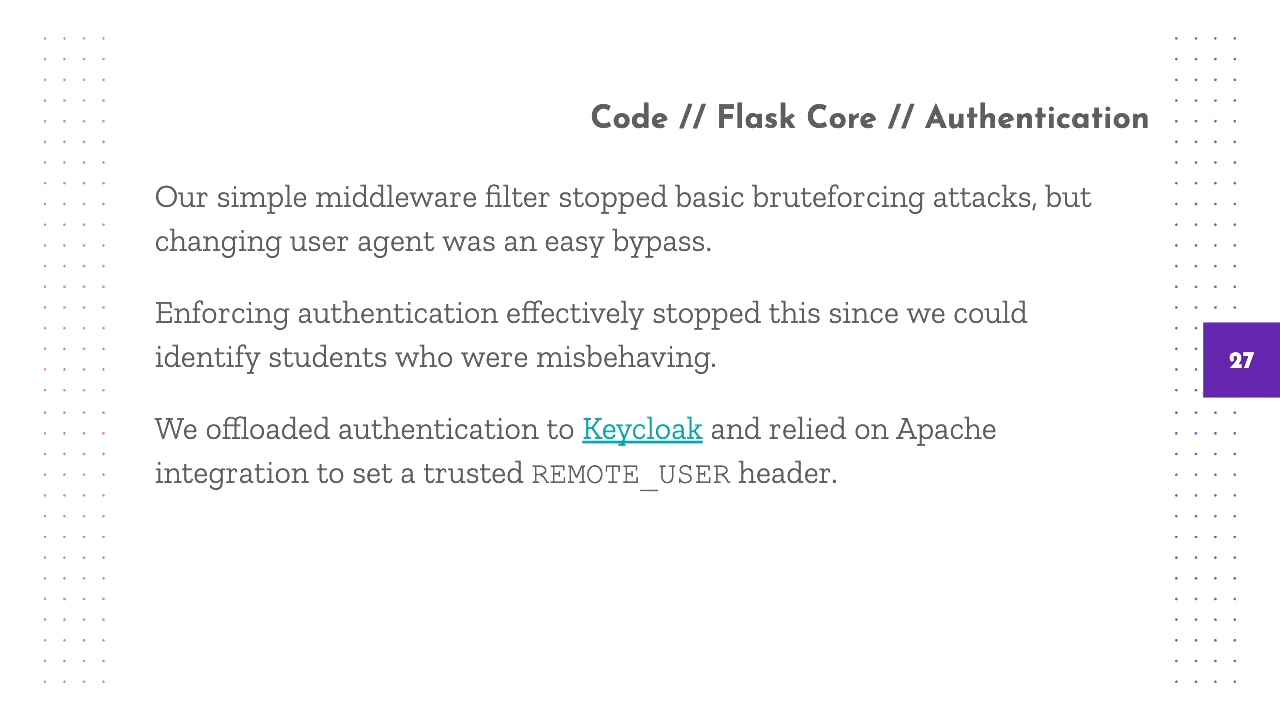 Code // Flask Core // Authentication
Our simple middleware filter stopped basic bruteforcing attacks, but
changing user agent was an easy bypass.
Enforcing authentication effectively stopped this since we could
identify students who were misbehaving.
27
We offloaded authentication to Keycloak and relied on Apache
integration to set a trusted REMOTE_USER header.